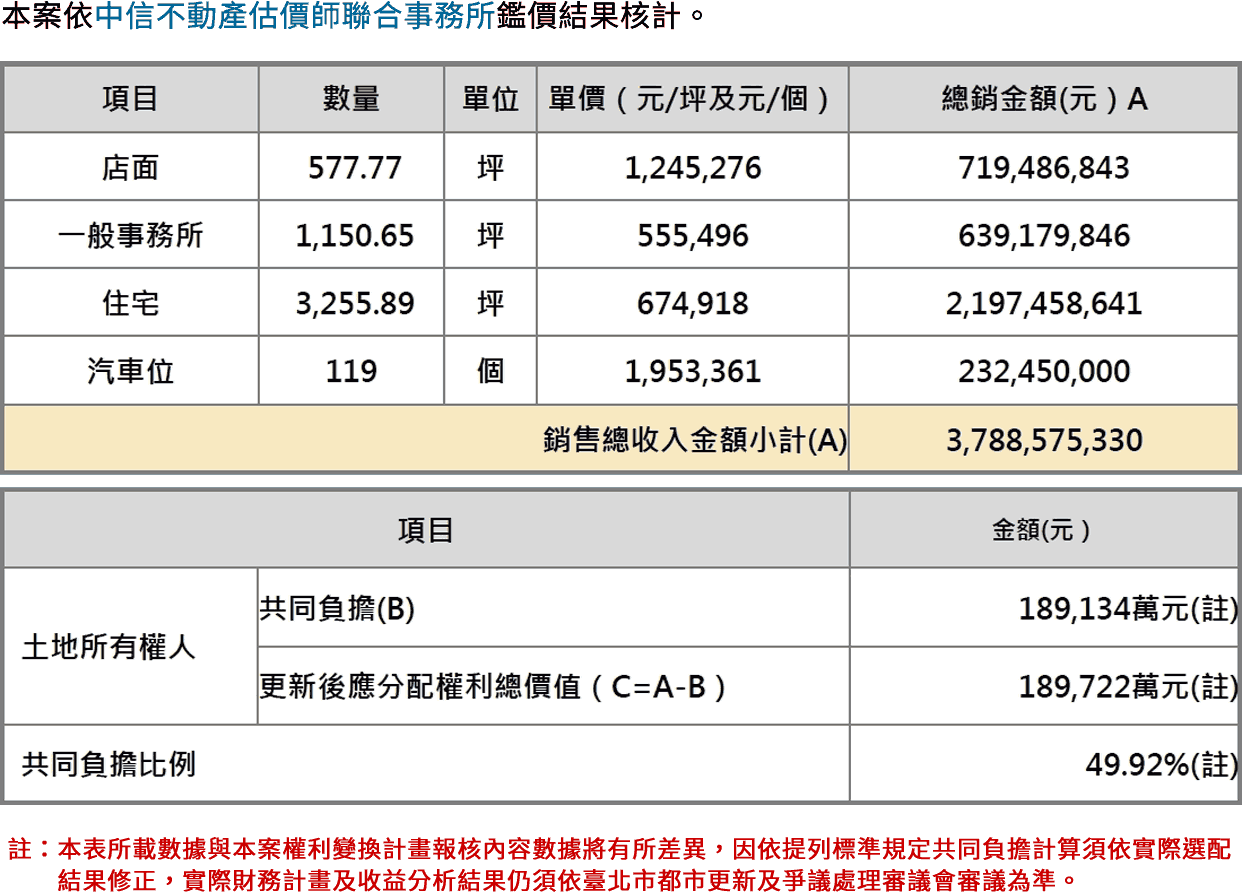 本案依中信不動產估價師聯合事務所鑑價結果核計。
項目 數量 單位 單價（元/坪及元/個） 總銷金額(元）A
店面 577.77 坪 1,245,276 719,486,843
一般事務所 1,150.65 坪 555,496 639,179,846
住宅 3,255.89 坪 674,918 2,197,458,641
汽車位 119 個 1,953,361 232,450,000
銷售總收入金額小計(A) 3,788,575,330
項目 金額(元）
土地所有權人
共同負擔(B) 189,134萬元(註)
更新後應分配權利總價值（C=A-B） 189,722萬元(註)
共同負擔比例 49.92%(註)
註：本表所載數據與本案權利變換計畫報核內容數據將有所差異，因依提列標準規定共同負擔計算須依實際選配
結果修正，實際財務計畫及收益分析結果仍須依臺北市都市更新及爭議處理審議會審議為準。